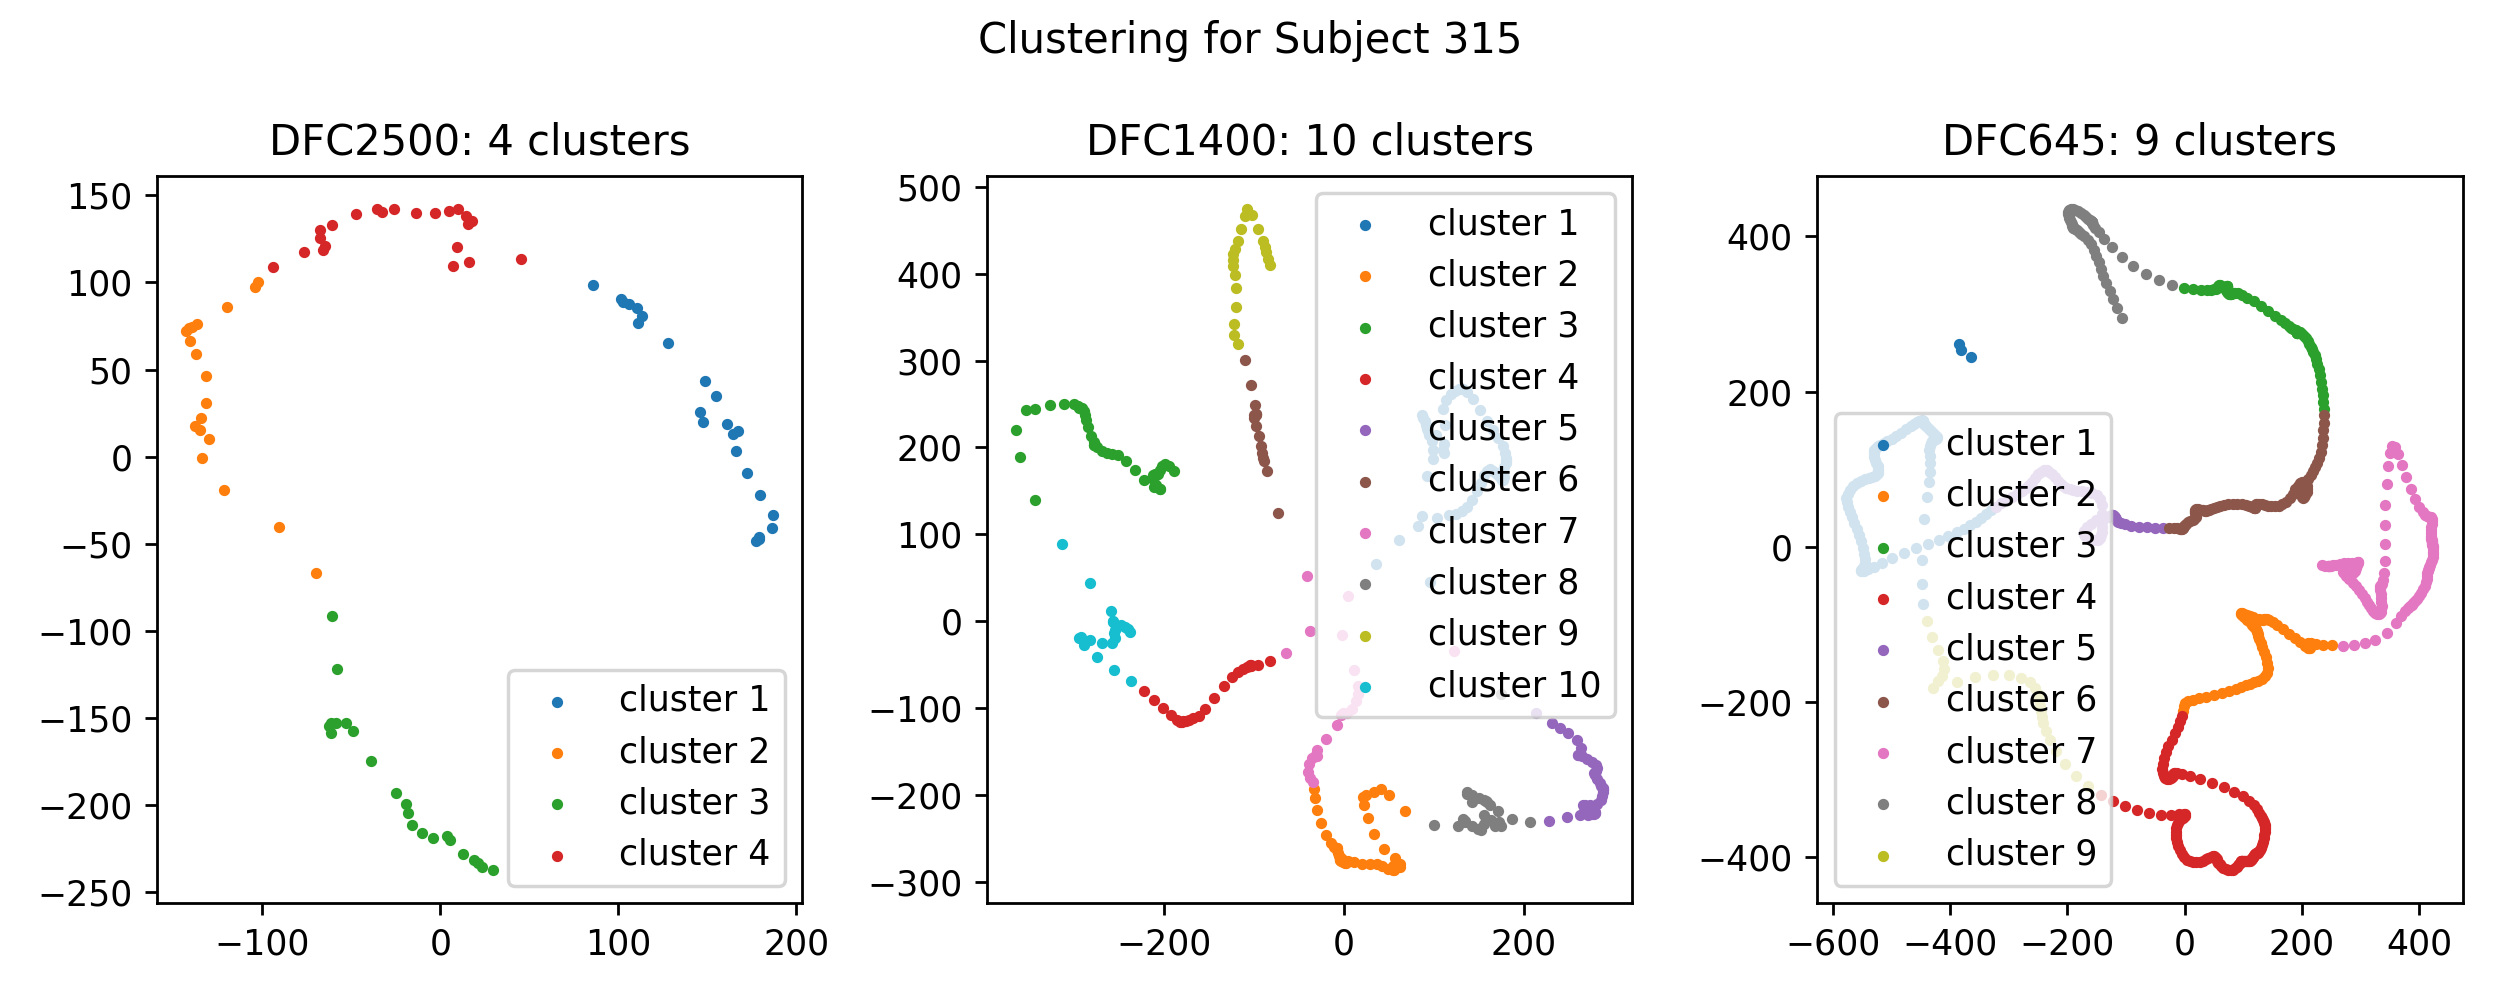 Clustering for Subject 315
DFC2500: 4 clusters
150
100
50
0
−50
−100
−150
−200
−250
−100
0
100
200
cluster 1
cluster 2
cluster 3
cluster 4
DFC1400: 10 clusters
500
400
300
200
100
0
−100
−200
−300
−200
0
200
cluster 1
cluster 2
cluster 3
cluster 4
cluster 5
cluster 6
cluster 7
cluster 8
cluster 9
cluster 10
DFC645: 9 clusters
400
200
0
−200
−400
−600
−400
−200
0
200
400
cluster 1
cluster 2
cluster 3
cluster 4
cluster 5
cluster 6
cluster 7
cluster 8
cluster 9